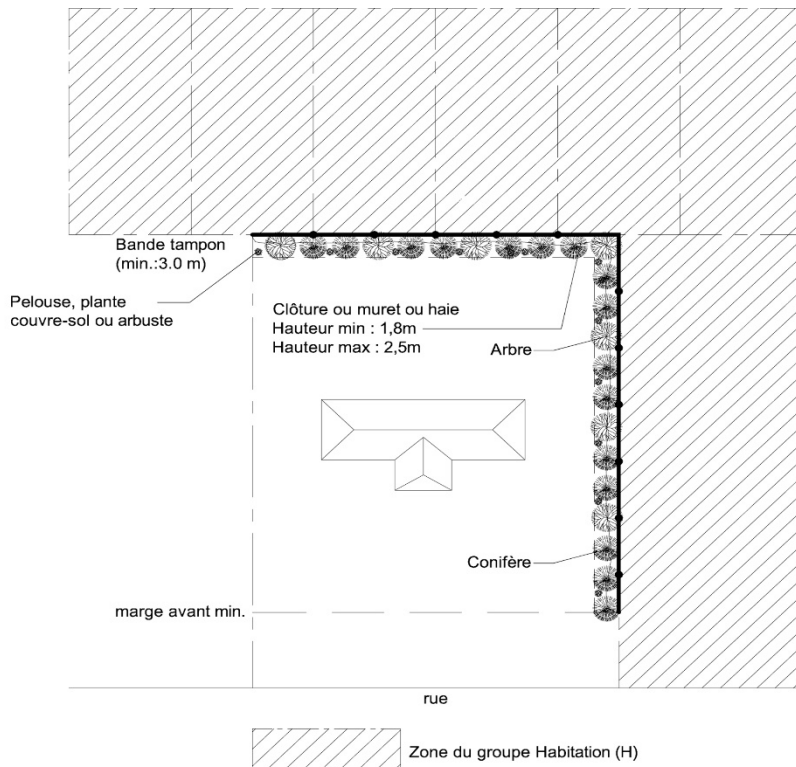 Bande tampon
(min.:3.0 m)
Pelouse, plante
couvre-sol ou arbuste
Clôture ou muret ou haie
Hauteur min : 1,8m
Hauteur max : 2,5m
Arbre
Conifère
marge avant min.
rue
Zone du groupe Habitation (H)